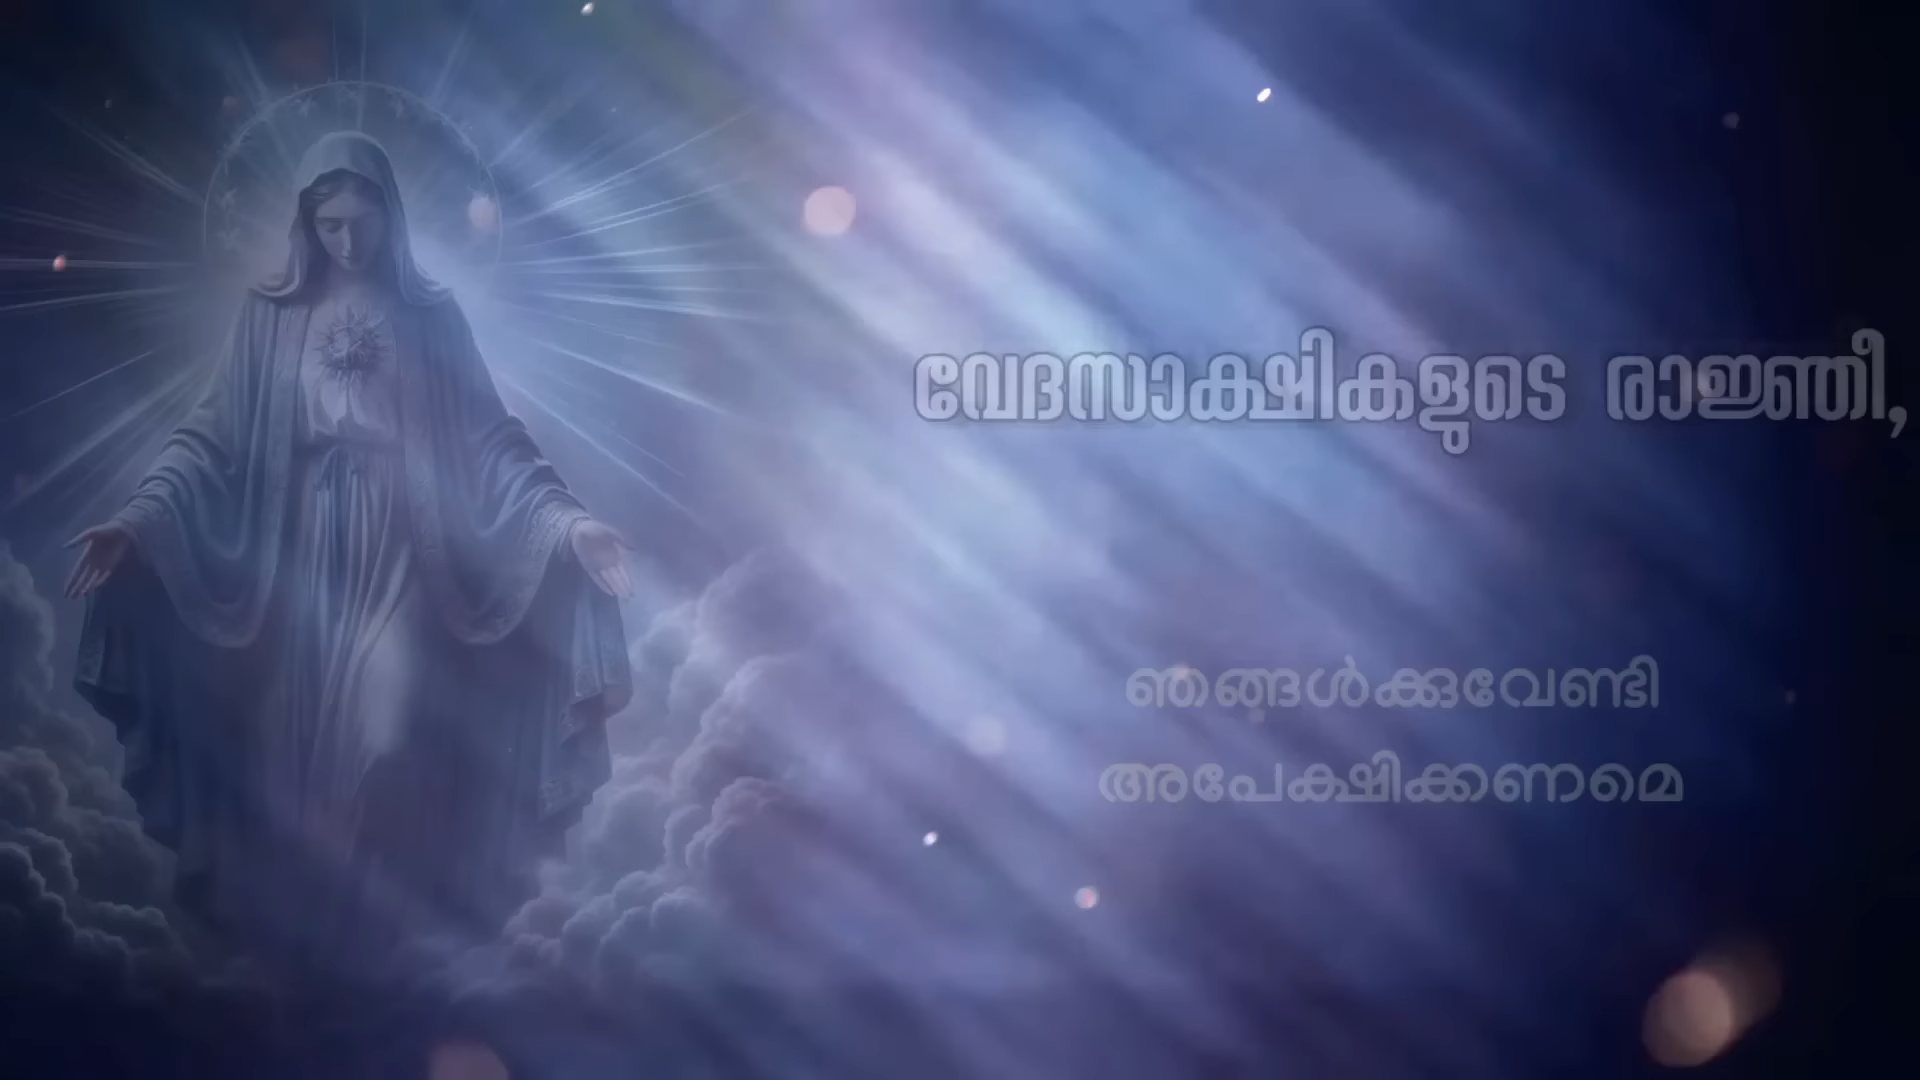 വേദസാക്ഷികളുടെ രാജ്ഞീ,
ഞങ്ങൾക്കുവേണ്ടി
അപേക്ഷിക്കണമെ